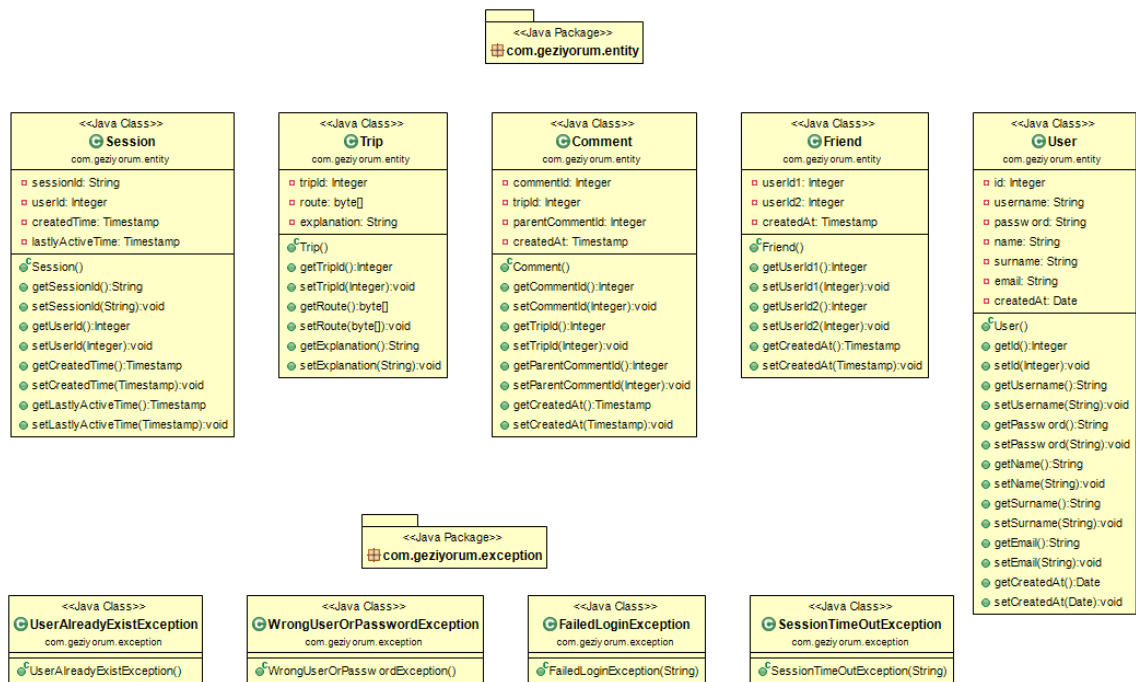 <<Java Package>>
com.geziyorum.entity
<<Java Class>>
Session
com.geziyorum.entity
sessionId: String
userId: Integer
createdTime: Timestamp
lastlyActiveTime: Timestamp
Session()
getSessionId():String
setSessionId(String):void
getUserId():Integer
setUserId(Integer):void
getCreatedTime():Timestamp
setCreatedTime(Timestamp):void
getLastlyActiveTime():Timestamp
setLastlyActiveTime(Timestamp):void
<<Java Class>>
Trip
com.geziyorum.entity
tripId: Integer
route: byte[]
explanation: String
Trip()
getTripId():Integer
setTripId(Integer):void
getRoute():byte[]
setRoute(byte[]):void
getExplanation():String
setExplanation(String):void
<<Java Class>>
Comment
com.geziyorum.entity
commentId: Integer
tripId: Integer
parentCommentId: Integer
createdAt: Timestamp
Comment()
getCommentId():Integer
setCommentId(Integer):void
getTripId():Integer
setTripId(Integer):void
getParentCommentId():Integer
setParentCommentId(Integer):void
getCreatedAt():Timestamp
setCreatedAt(Timestamp):void
<<Java Class>>
Friend
com.geziyorum.entity
userId1: Integer
userId2: Integer
createdAt: Timestamp
Friend()
getUserId1():Integer
setUserId1(Integer):void
getUserId2():Integer
setUserId2(Integer):void
getCreatedAt():Timestamp
setCreatedAt(Timestamp):void
<<Java Class>>
User
com.geziyorum.entity
id: Integer
username: String
password: String
name: String
surname: String
email: String
createdAt: Date
User()
getId():Integer
setId(Integer):void
getUsername():String
setUsername(String):void
getPassword():String
setPassword(String):void
getName():String
setName(String):void
getSurname():String
setSurname(String):void
getEmail():String
setEmail(String):void
getCreatedAt():Date
setCreatedAt(Date):void
<<Java Package>>
com.geziyorum.exception
<<Java Class>>
UserAlreadyExistException
com.geziyorum.exception
UserAlreadyExistException()
<<Java Class>>
WrongUserOrPasswordException
com.geziyorum.exception
WrongUserOrPasswordException()
<<Java Class>>
FailedLoginException
com.geziyorum.exception
FailedLoginException(String)
<<Java Class>>
SessionTimeOutException
com.geziyorum.exception
SessionTimeOutException(String)